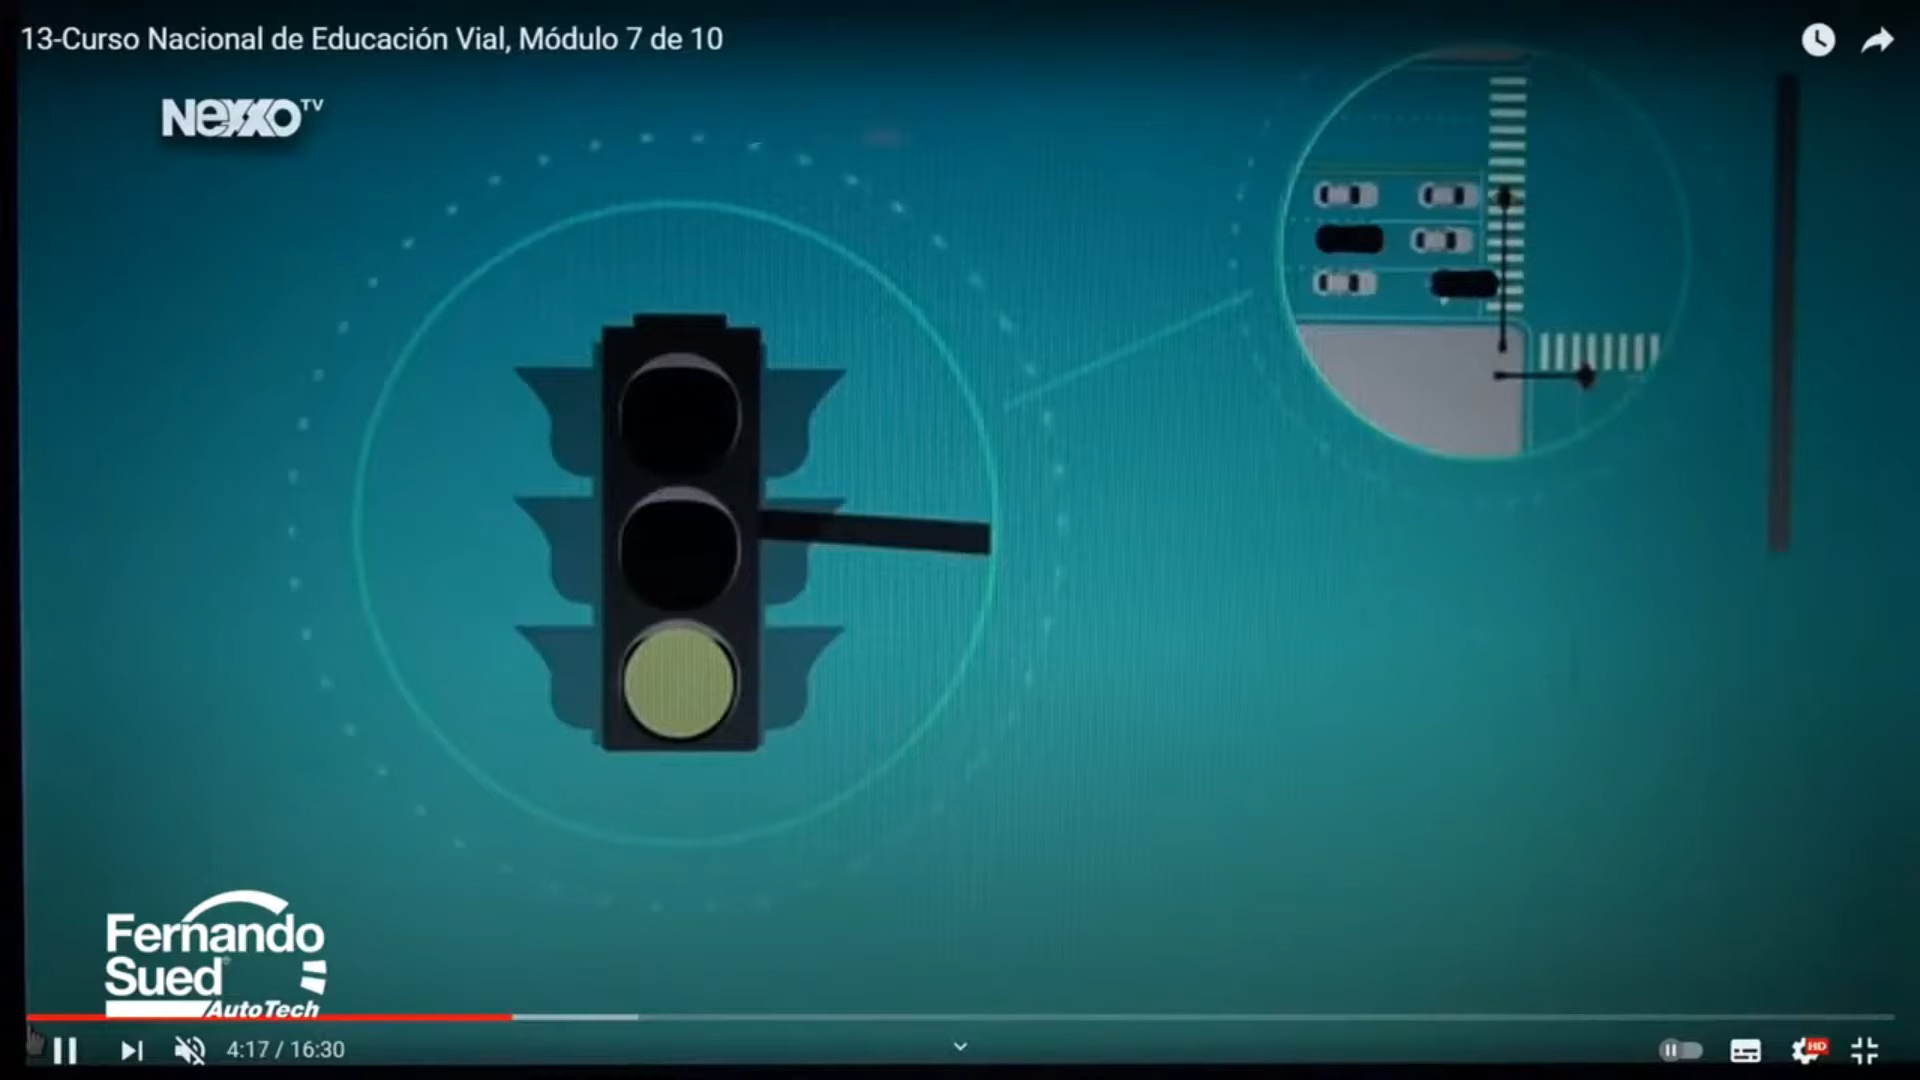 13-Curso Nacional de Educación Vial, Módulo 7 de 10
NeXXO TV
Fernando
Sued®
AutoTech
4:17 / 16:30
HD